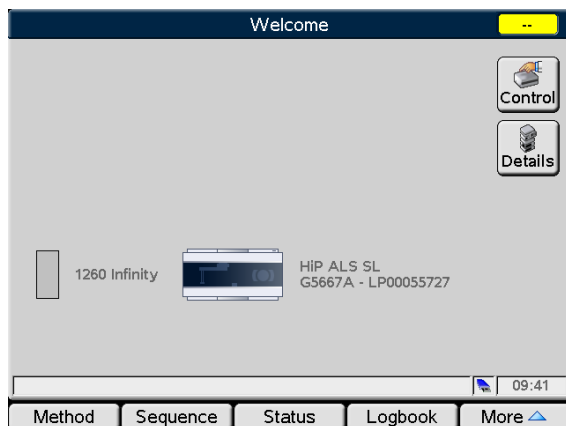 Welcome
--
Control
Details
1260 Infinity
HiP ALS SL
G5667A - LP00055727
09:41
Method
Sequence
Status
Logbook
More